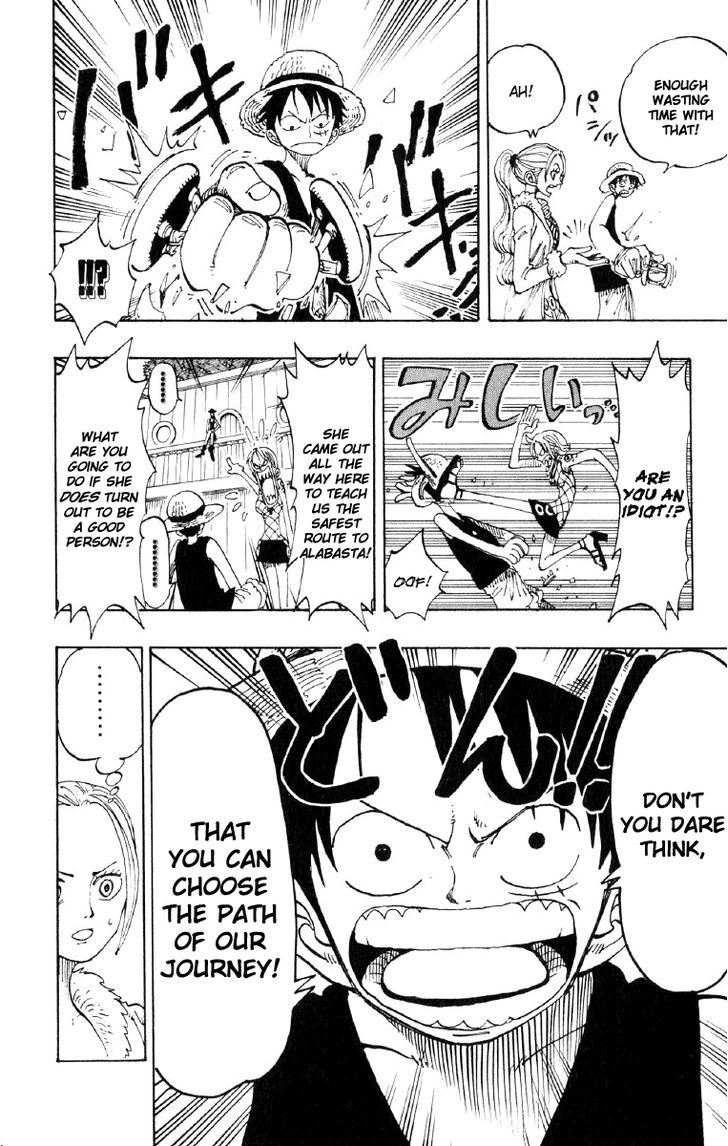 ENOUGH
WASTING
TIME WITH
THAT!
パ
シッ
AH!
バキ
バキッ
!!!?
ARE
YOU AN
IDIOT!?
みしいっ
OOF!
SHE
CAME OUT
ALL THE
WAY HERE
TO TEACH
US THE
SAFEST
ROUTE TO
ALABASTA!
......
WHAT
ARE YOU
GOING TO
DO IF SHE
DOES TURN
OUT TO BE
A GOOD
PERSON!?
........
DON'T
YOU DARE
THINK,
どん!!
THAT
YOU CAN
CHOOSE
THE PATH
OF OUR
JOURNEY!
........